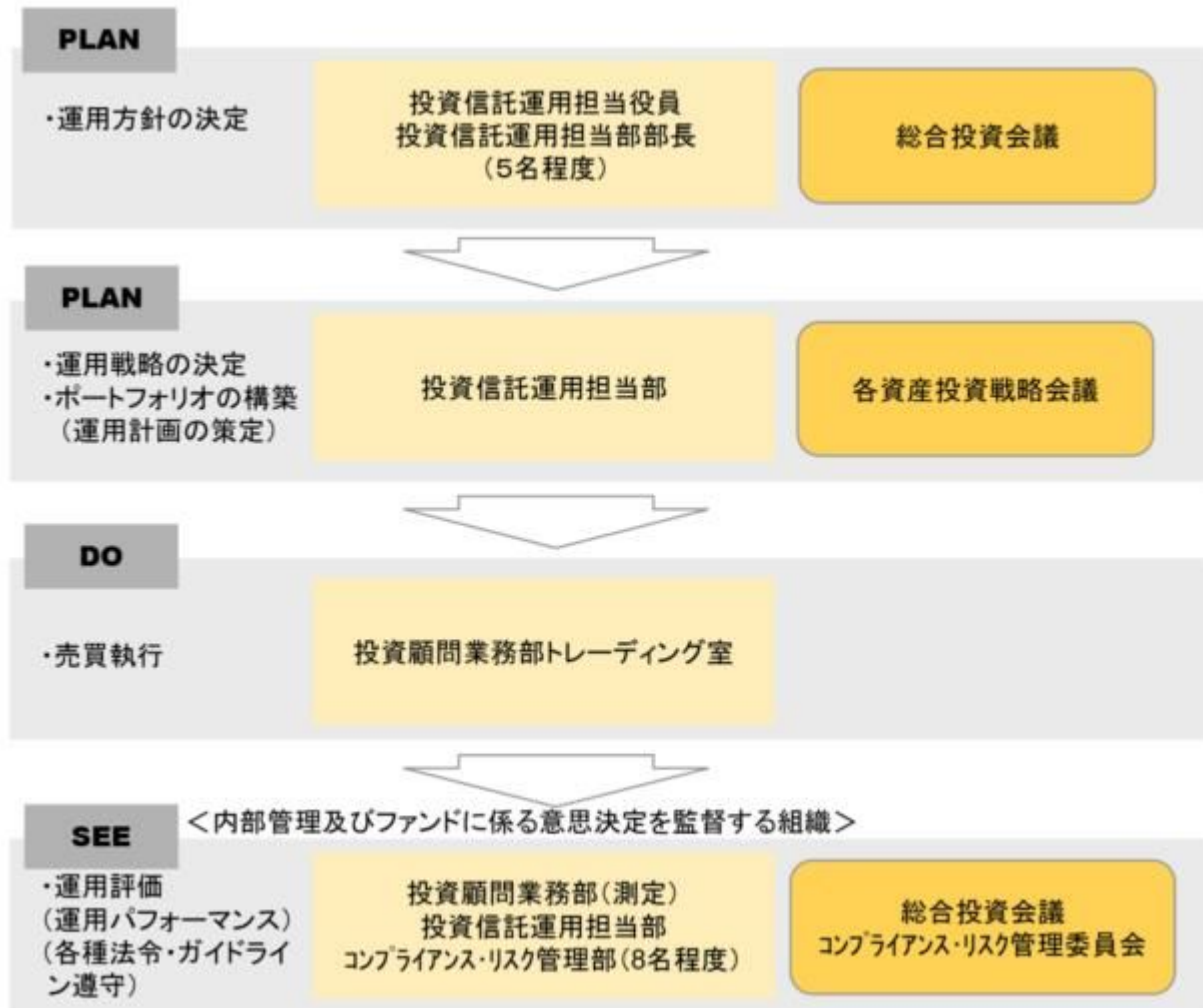 PLAN
・運用方針の決定
投資信託運用担当役員
投資信託運用担当部部長
(5名程度)
総合投資会議
PLAN
・運用戦略の決定
・ポートフォリオの構築
(運用計画の策定)
投資信託運用担当部
各資産投資戦略会議
DO
・売買執行
投資顧問業務部トレーディング室
SEE
<内部管理及びファンドに係る意思決定を監督する組織>
・運用評価
(運用パフォーマンス)
(各種法令・ガイドライ
ン遵守)
投資顧問業務部(測定)
投資信託運用担当部
コンプライアンス・リスク管理部(8名程度)
総合投資会議
コンプライアンス・リスク管理委員会